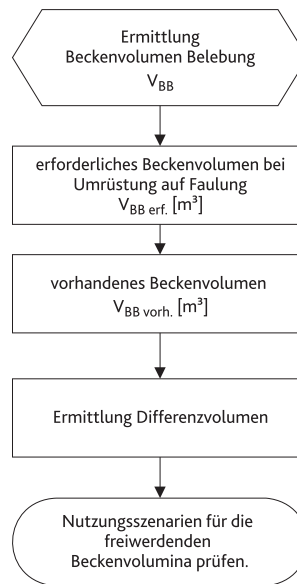 Ermittlung
Beckenvolumen Belebung
V_BB
erforderliches Beckenvolumen bei
Umrüstung auf Faulung
V_BB erf. [m³]
vorhandenes Beckenvolumen
V_BB vorh. [m³]
Ermittlung Differenzvolumen
Nutzungsszenarien für die
freiwerdenden
Beckenvolumina prüfen.